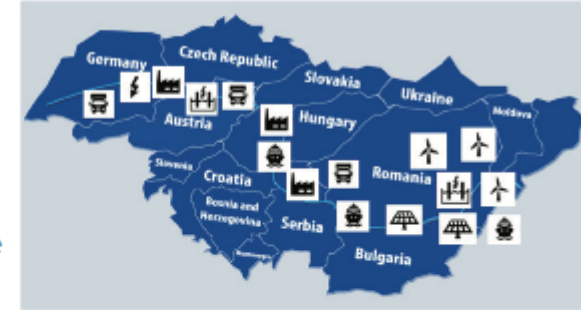 Czech Republic
Germany
Slovakia
Ukraine
Moldova
Austria
Hungary
Slovenia
Croatia
Romania
Bosnia and
Herzegovina
Serbia
Bulgaria
e